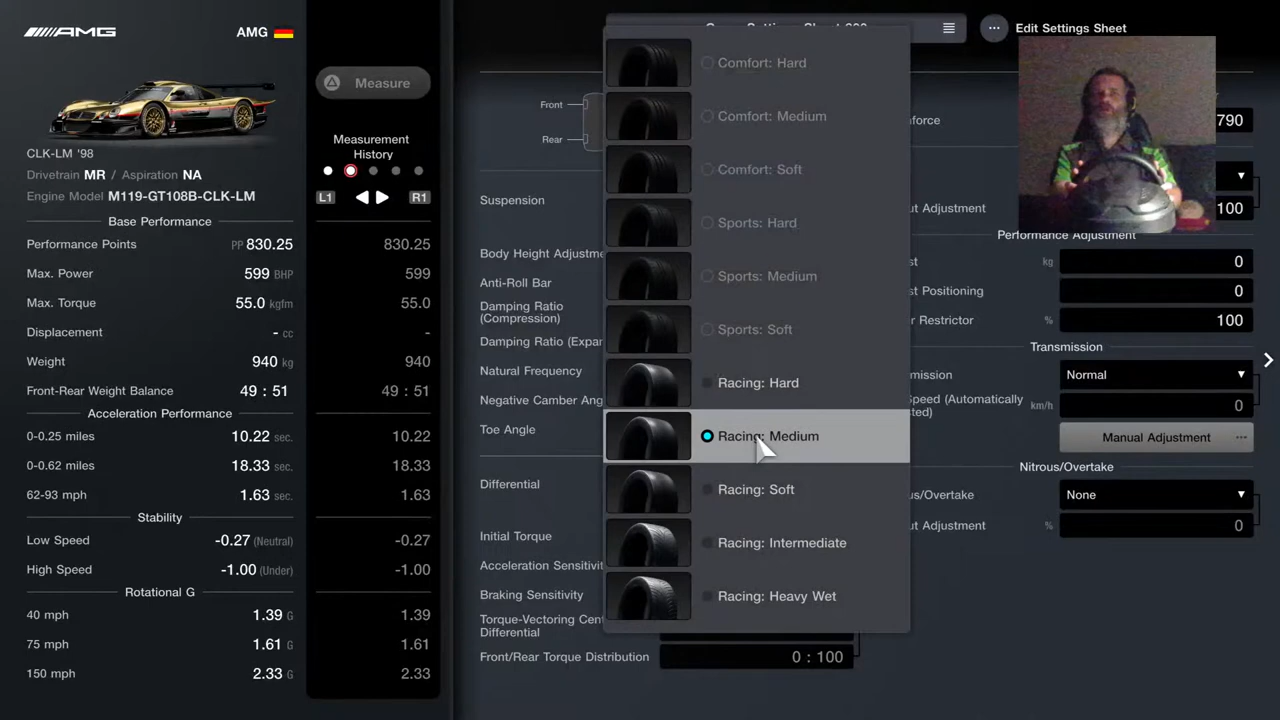 AMG
AMG
CLK-LM '98
Drivetrain MR / Aspiration NA
Engine Model M119-GT108B-CLK-LM
Base Performance
Performance Points PP 830.25
Max. Power 599 BHP
Max. Torque 55.0 kgfm
Displacement - cc
Weight 940 kg
Front-Rear Weight Balance 49 : 51
Acceleration Performance
0-0.25 miles 10.22 sec.
0-0.62 miles 18.33 sec.
62-93 mph 1.63 sec.
Stability
Low Speed -0.27 (Neutral)
High Speed -1.00 (Under)
Rotational G
40 mph 1.39 G
75 mph 1.61 G
150 mph 2.33 G
Measure
Measurement
History
L1 R1
830.25
599
55.0
-
940
49 : 51
10.22
18.33
1.63
-0.27
-1.00
1.39
1.61
2.33
Edit Settings Sheet
Front
Rear
Suspension
Body Height Adjustme
Anti-Roll Bar
Damping Ratio
(Compression)
Damping Ratio (Expan
Natural Frequency
Negative Camber Ang
Toe Angle
Differential
Initial Torque
Acceleration Sensitivi
Braking Sensitivity
Torque-Vectoring Cent
Differential
Front/Rear Torque Distribution 0 : 100
Comfort: Hard
Comfort: Medium
Comfort: Soft
Sports: Hard
Sports: Medium
Sports: Soft
Racing: Hard
Racing: Medium
Racing: Soft
Racing: Intermediate
Racing: Heavy Wet
nforce 790
ut Adjustment 100
Performance Adjustment
st kg 0
st Positioning 0
r Restrictor % 100
Transmission
mission Normal
Speed (Automatically
ted) km/h 0
Manual Adjustment
Nitrous/Overtake
us/Overtake None
ut Adjustment % 0